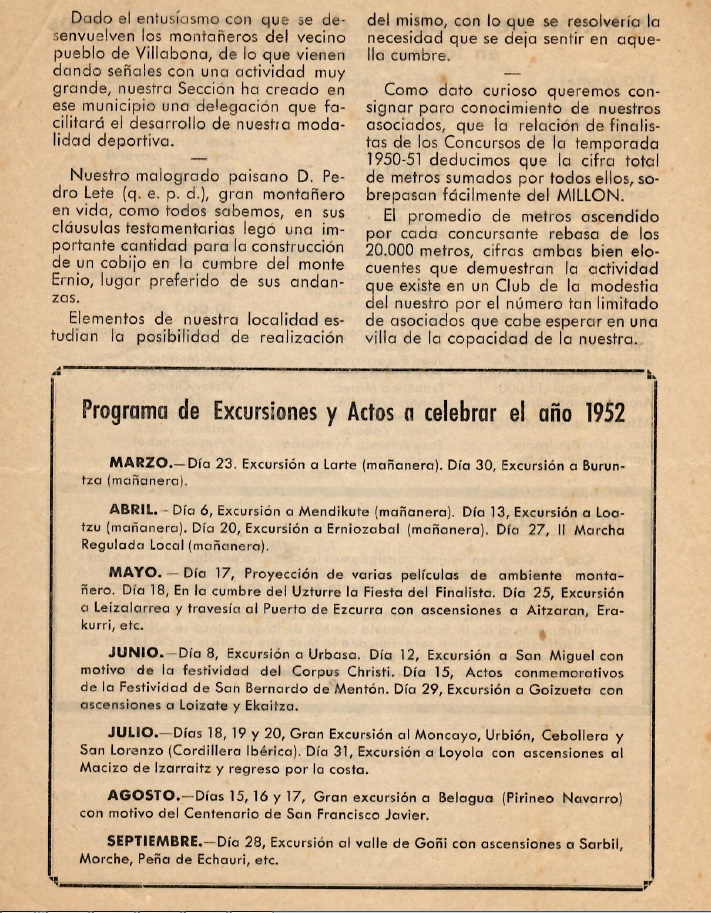 Dado el entusiasmo con que se de-
senvuelven los montañeros del vecino
pueblo de Villabona, de lo que vienen
dando señales con una actividad muy
grande, nuestra Sección ha creado en
ese municipio una delegación que fa-
cilitará el desarrollo de nuestra moda-
lidad deportiva.
—
Nuestro malogrado paisano D. Pe-
dro Lete (q. e. p. d.), gran montañero
en vida, como todos sabemos, en sus
cláusulas testamentarias legó una im-
portante cantidad para la construcción
de un cobijo en la cumbre del monte
Ernio, lugar preferido de sus andan-
zas.
Elementos de nuestra localidad es-
tudian la posibilidad de realización
del mismo, con lo que se resolvería la
necesidad que se deja sentir en aque-
lla cumbre.
—
Como dato curioso queremos con-
signar para conocimiento de nuestros
asociados, que la relación de finalis-
tas de los Concursos de la temporada
1950-51 deducimos que la cifra total
de metros sumados por todos ellos, so-
brepasan fácilmente del MILLON.
El promedio de metros ascendido
por cada concursante rebasa de los
20.000 metros, cifras ambas bien elo-
cuentes que demuestran la actividad
que existe en un Club de la modestia
del nuestro por el número tan limitado
de asociados que cabe esperar en una
villa de la capacidad de la nuestra.
Programa de Excursiones y Actos a celebrar el año 1952
MARZO.—Día 23. Excursión a Larte (mañanera). Día 30, Excursión a Burun-
tza (mañanera).
ABRIL. - Día 6, Excursión a Mendikute (mañanera). Día 13, Excursión a Loa-
tzu (mañanera). Día 20, Excursión a Erniozabal (mañanera). Día 27, II Marcha
Regulada Local (mañanera).
MAYO. — Día 17, Proyección de varias películas de ambiente monta-
ñero. Día 18, En la cumbre del Uzturre la Fiesta del Finalista. Día 25, Excursión
a Leizalarrea y travesía al Puerto de Ezcurra con ascensiones a Aitzaran, Era-
kurri, etc.
JUNIO.—Día 8, Excursión a Urbasa. Día 12, Excursión a San Miguel con
motivo de la festividad del Corpus Christi. Día 15, Actos conmemorativos
de la Festividad de San Bernardo de Mentón. Día 29, Excursión a Goizueta con
ascensiones a Loizate y Ekaitza.
JULIO.—Días 18, 19 y 20, Gran Excursión al Moncayo, Urbión, Cebollera y
San Lorenzo (Cordillera Ibérica). Día 31, Excursión a Loyola con ascensiones al
Macizo de Izarraitz y regreso por la costa.
AGOSTO.—Días 15, 16 y 17, Gran excursión a Belagua (Pirineo Navarro)
con motivo del Centenario de San Francisco Javier.
SEPTIEMBRE.—Día 28, Excursión al valle de Goñi con ascensiones a Sarbil,
Morche, Peña de Echauri, etc.